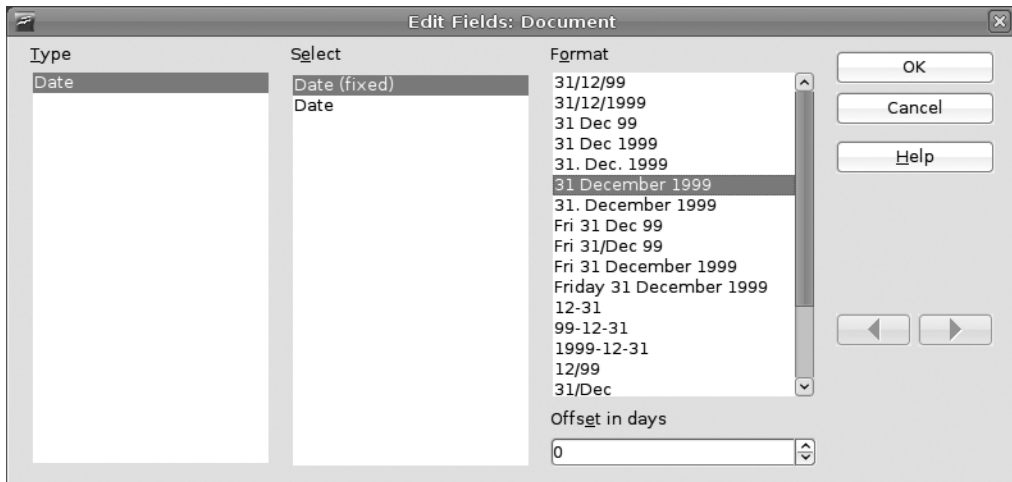 Edit Fields: Document
Type
Date
Select
Date (fixed)
Date
Format
31/12/99
31/12/1999
31 Dec 99
31 Dec 1999
31. Dec. 1999
31 December 1999
31. December 1999
Fri 31 Dec 99
Fri 31/Dec 99
Fri 31 December 1999
Friday 31 December 1999
12-31
99-12-31
1999-12-31
12/99
31/Dec
Offset in days
0
OK
Cancel
Help